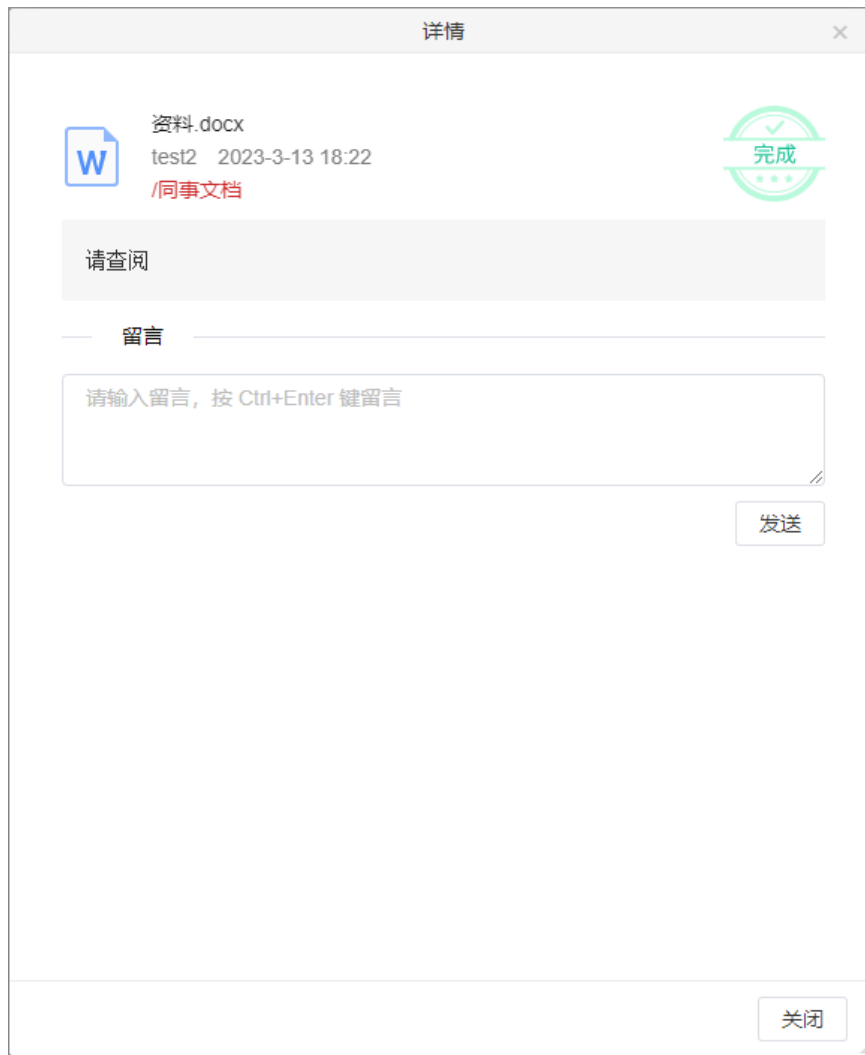 详情
资料.docx
W
test2 2023-3-13 18:22
/同事文档
完成
请查阅
留言
请输入留言，按 Ctrl+Enter 键留言
发送
关闭